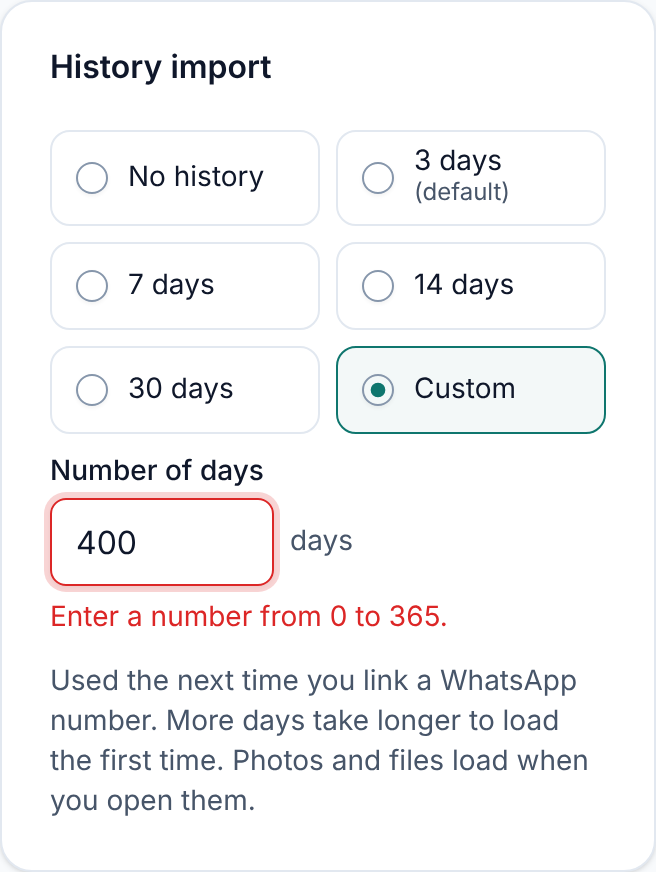 History import
No history
3 days
(default)
7 days
14 days
30 days
Custom
Number of days
400
days
Enter a number from 0 to 365.
Used the next time you link a WhatsApp
number. More days take longer to load
the first time. Photos and files load when
you open them.